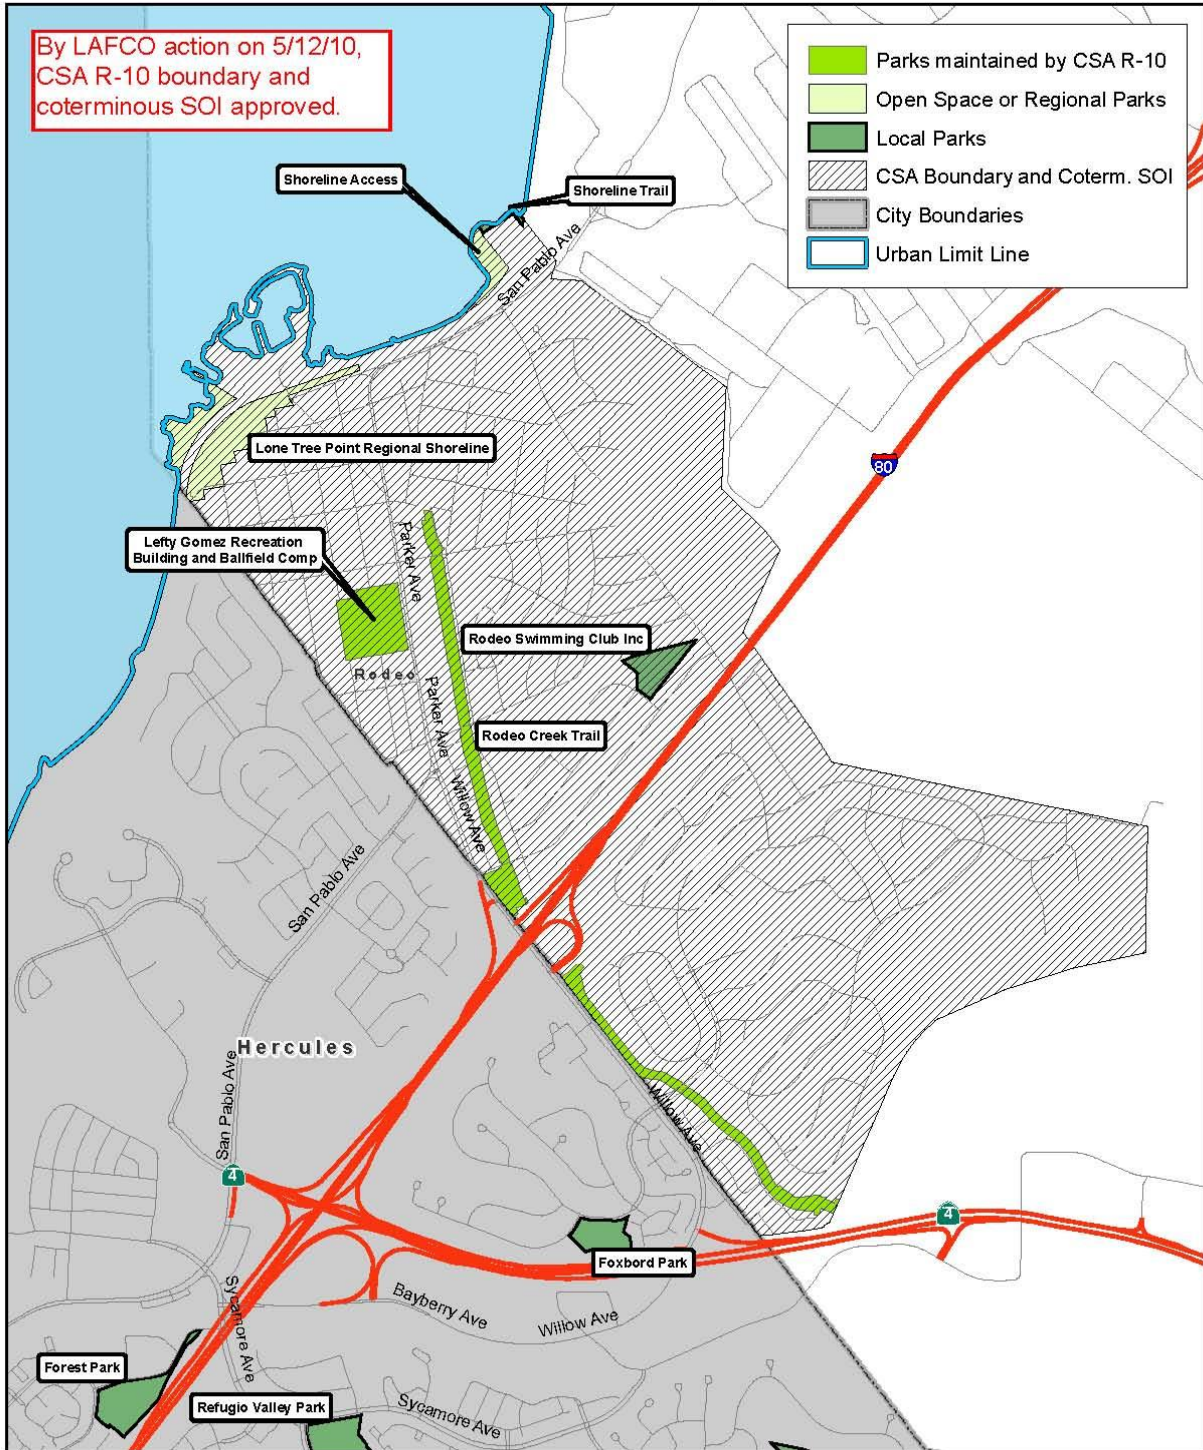 By LAFCO action on 5/12/10,
CSA R-10 boundary and
coterminous SOI approved.
Parks maintained by CSA R-10
Open Space or Regional Parks
Local Parks
CSA Boundary and Coterm. SOI
City Boundaries
Urban Limit Line
Shoreline Access
Shoreline Trail
San Pablo Ave
80
Lone Tree Point Regional Shoreline
Lefty Gomez Recreation
Building and Ballfield Comp
Parker Ave
Rodeo Swimming Club Inc
Rodeo
Parker Ave
Rodeo Creek Trail
Willow Ave
San Pablo Ave
Hercules
San Pablo Ave
Willow Ave
4
4
Foxbord Park
Sycamore Ave
Bayberry Ave
Willow Ave
Forest Park
Refugio Valley Park
Sycamore Ave